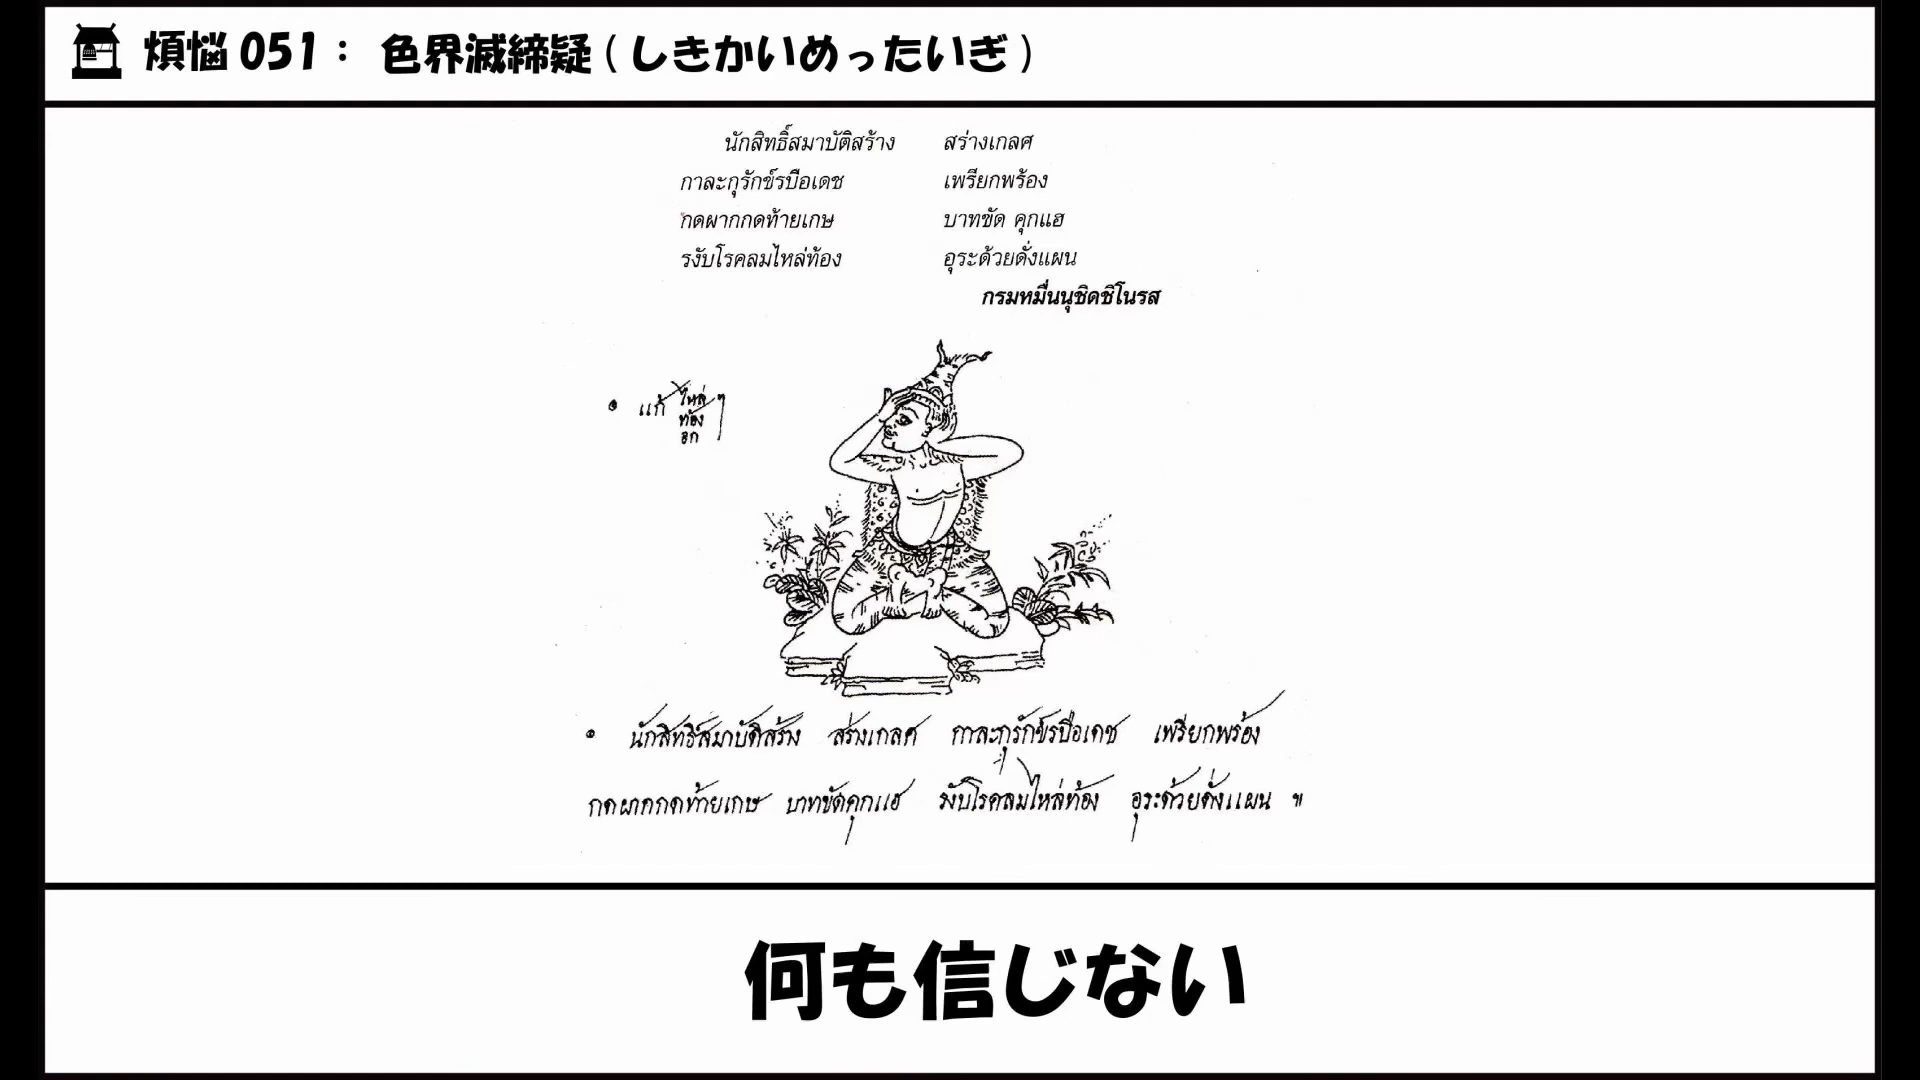 煩悩 051： 色界滅締疑 ( しきかいめったいぎ )
นักสิทธิ์สมาบัติสร้าง สร่างเกลศ
กาละกุรักข์รบือเดช เพรียกพร้อง
กดผากกดท้ายเกษ บาทขัด คุกแฮ
รงับโรคลมไหล่ท้อง อุระด้วยดั่งแผน
กรมหมื่นนุชิดชิโนรส
๏ แก้ ไหล่
ท้อง
อก ๆ
๏ นักสิทธิ์สมาบัติสร้าง สร่างเกลศ กาละกุรักข์รบือเดช เพรียกพร้อง
กดผากกดท้ายเกษ บาทขัดคุกแฮ รงับโรคลมไหล่ท้อง อุระด้วยดั่งแผน ๚
何も信じない